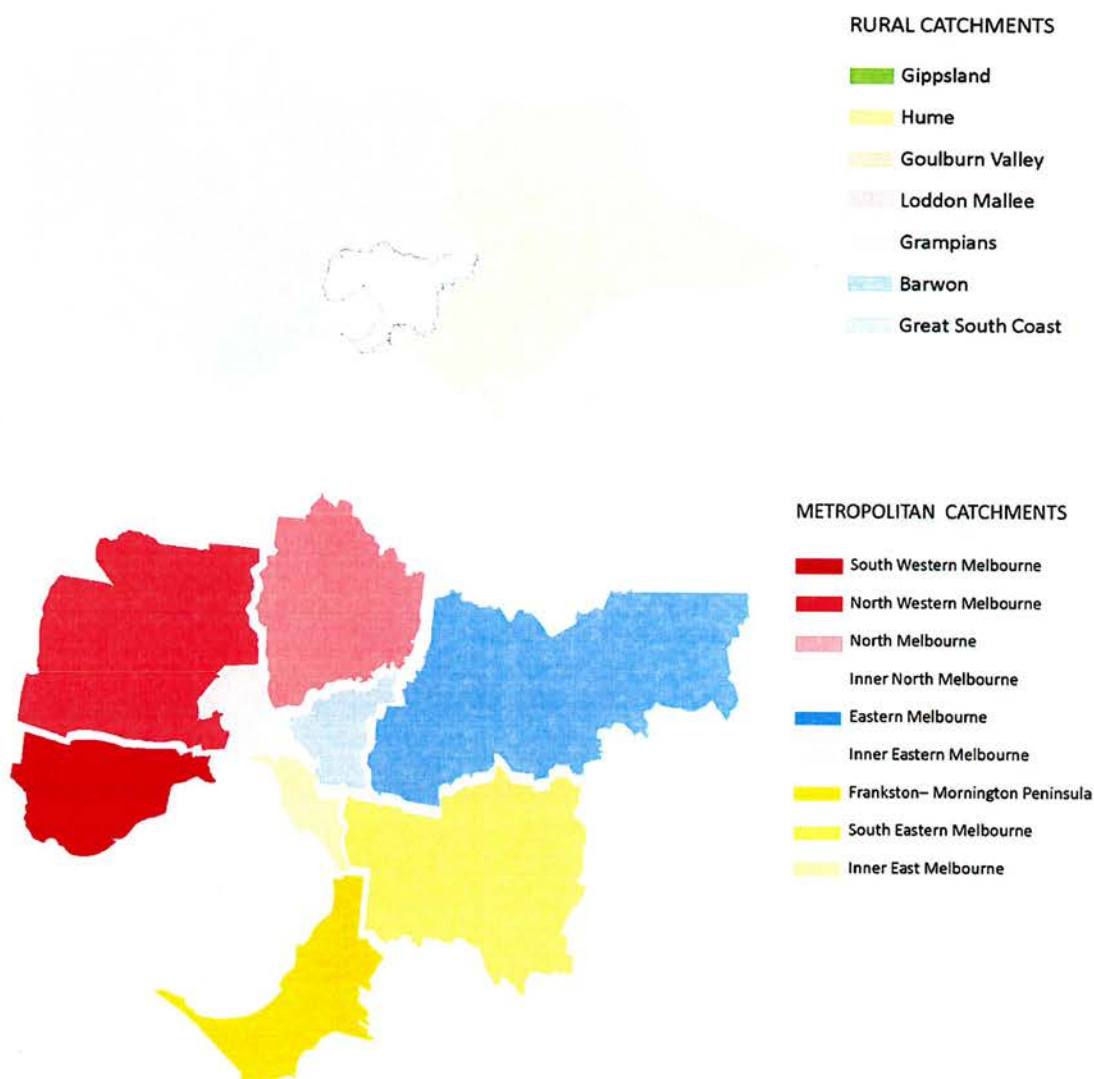 RURAL CATCHMENTS
Gippsland
Hume
Goulburn Valley
Loddon Mallee
Grampians
Barwon
Great South Coast
METROPOLITAN CATCHMENTS
South Western Melbourne
North Western Melbourne
North Melbourne
Inner North Melbourne
Eastern Melbourne
Inner Eastern Melbourne
Frankston– Mornington Peninsula
South Eastern Melbourne
Inner East Melbourne